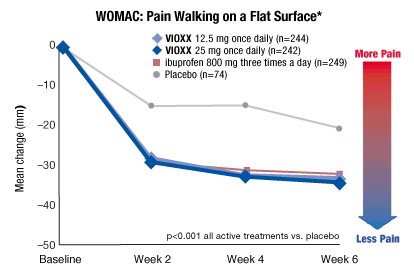 WOMAC: Pain Walking on a Flat Surface*
VIOXX 12.5 mg once daily (n=244)
VIOXX 25 mg once daily (n=242)
ibuprofen 800 mg three times a day (n=249)
Placebo (n=74)
More Pain
Less Pain
Mean change (mm)
0
–10
–20
–30
–40
–50
p<0.001 all active treatments vs. placebo
Baseline Week 2 Week 4 Week 6